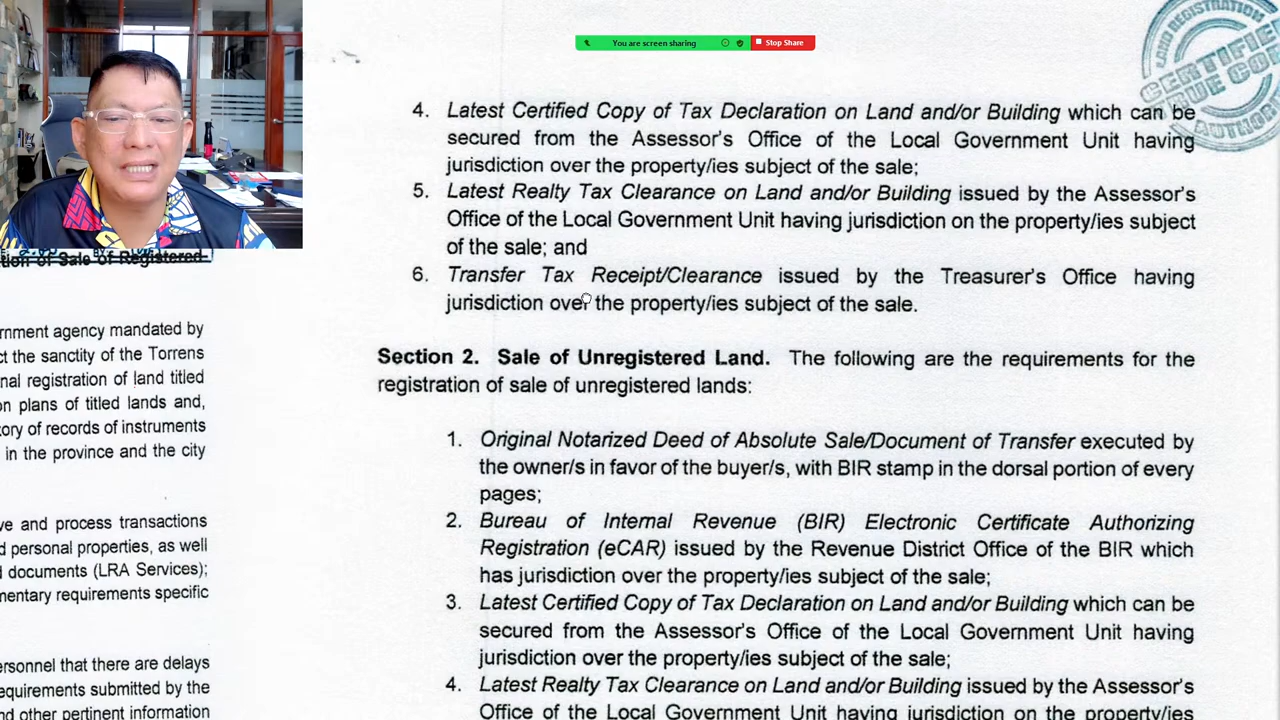 You are screen sharing
Stop Share
LAND REGISTRATION
CERTIFIED
TRUE COPY
AUTHOR
4. Latest Certified Copy of Tax Declaration on Land and/or Building which can be
secured from the Assessor's Office of the Local Government Unit having
jurisdiction over the property/ies subject of the sale;
5. Latest Realty Tax Clearance on Land and/or Building issued by the Assessor's
Office of the Local Government Unit having jurisdiction on the property/ies subject
of the sale; and
6. Transfer Tax Receipt/Clearance issued by the Treasurer's Office having
jurisdiction over the property/ies subject of the sale.
Section 2. Sale of Unregistered Land. The following are the requirements for the
registration of sale of unregistered lands:
1. Original Notarized Deed of Absolute Sale/Document of Transfer executed by
the owner/s in favor of the buyer/s, with BIR stamp in the dorsal portion of every
pages;
2. Bureau of Internal Revenue (BIR) Electronic Certificate Authorizing
Registration (eCAR) issued by the Revenue District Office of the BIR which
has jurisdiction over the property/ies subject of the sale;
3. Latest Certified Copy of Tax Declaration on Land and/or Building which can be
secured from the Assessor's Office of the Local Government Unit having
jurisdiction over the property/ies subject of the sale;
4. Latest Realty Tax Clearance on Land and/or Building issued by the Assessor's
Office of the Local Government Unit having jurisdiction on the property/ies
tion of Sale of Registered
rnment agency mandated by
ct the sanctity of the Torrens
nal registration of land titled
on plans of titled lands and,
tory of records of instruments
in the province and the city
ve and process transactions
d personal properties, as well
d documents (LRA Services);
mentary requirements specific
ersonnel that there are delays
equirements submitted by the
nd other pertinent information